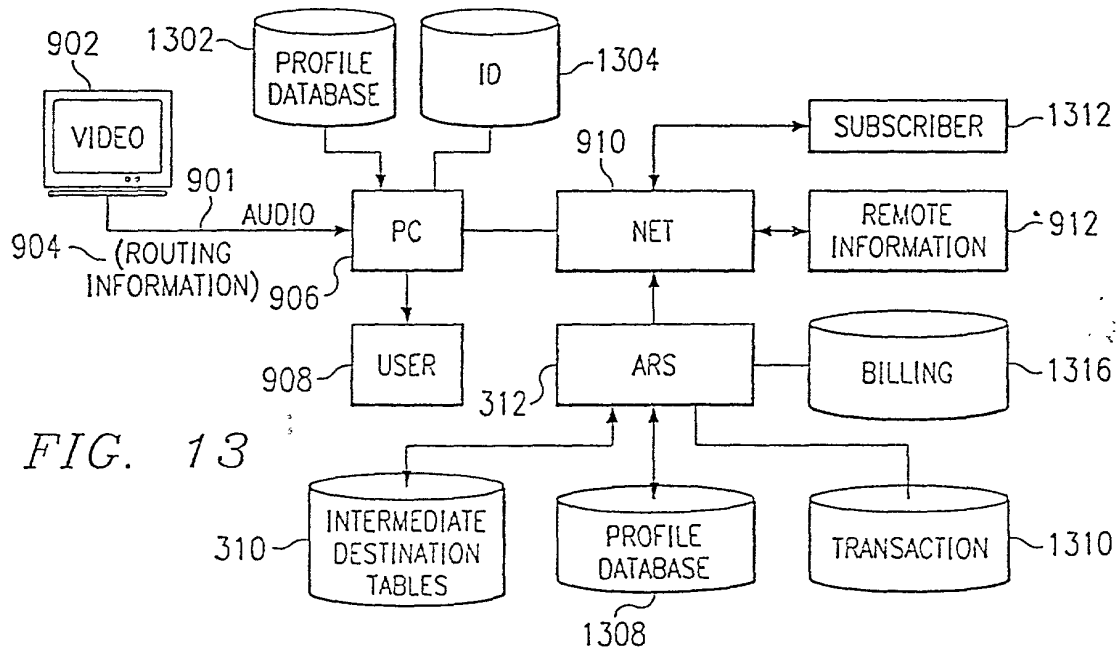 902
1302
PROFILE
DATABASE
ID
1304
VIDEO
910
SUBSCRIBER
1312
901
AUDIO
904
(ROUTING
INFORMATION)
PC
906
NET
REMOTE
INFORMATION
912
USER
908
ARS
312
BILLING
1316
FIG. 13
INTERMEDIATE
DESTINATION
TABLES
310
PROFILE
DATABASE
1308
TRANSACTION
1310